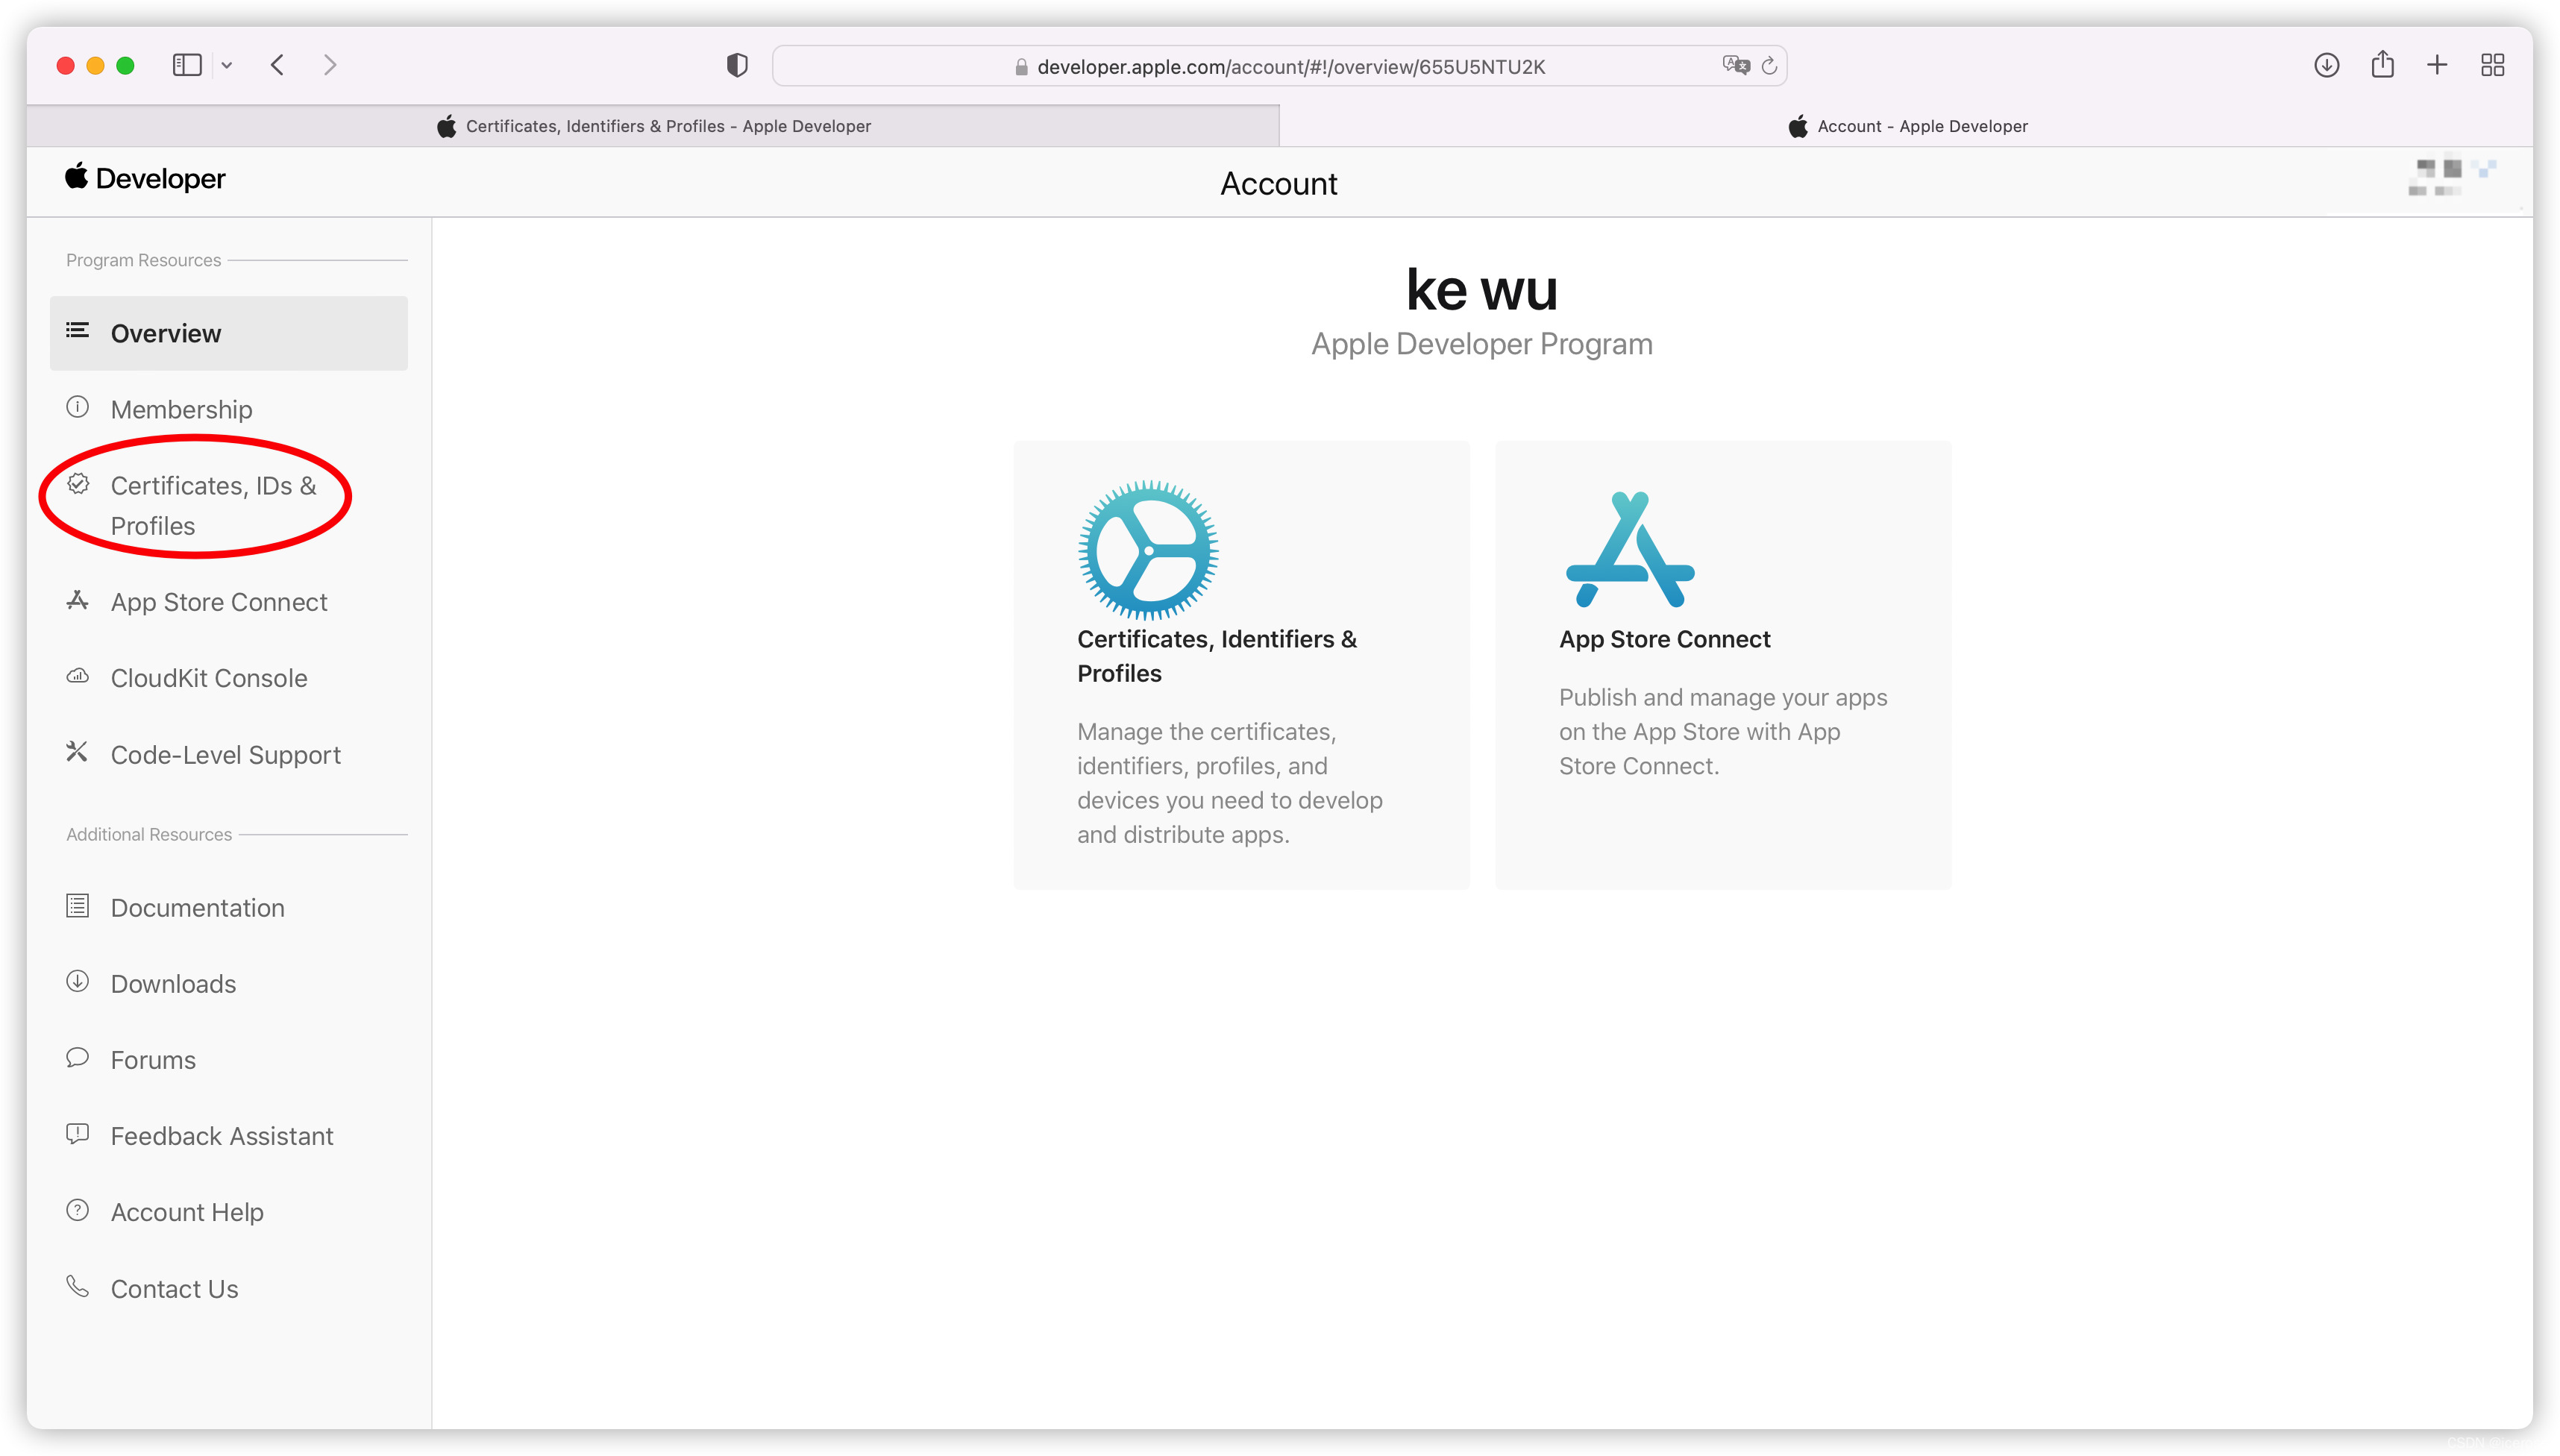 developer.apple.com/account/#!/overview/655U5NTU2K
Certificates, Identifiers & Profiles - Apple Developer
Account - Apple Developer
Developer
Account
Program Resources
Overview
Membership
Certificates, IDs &
Profiles
App Store Connect
CloudKit Console
Code-Level Support
Additional Resources
Documentation
Downloads
Forums
Feedback Assistant
Account Help
Contact Us
ke wu
Apple Developer Program
Certificates, Identifiers &
Profiles
Manage the certificates,
identifiers, profiles, and
devices you need to develop
and distribute apps.
App Store Connect
Publish and manage your apps
on the App Store with App
Store Connect.